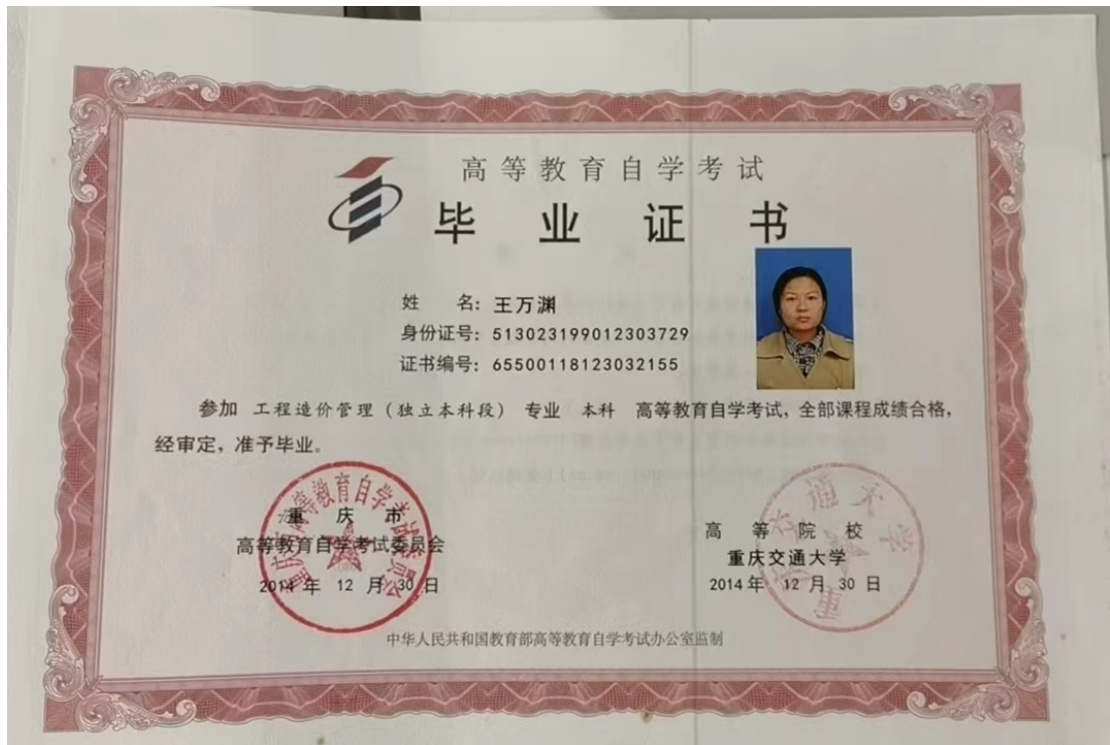 高等教育自学考试
毕业证书
姓名：王万渊
身份证号：513023199012303729
证书编号：65500118123032155
参加 工程造价管理（独立本科段） 专业 本科 高等教育自学考试，全部课程成绩合格，
经审定，准予毕业。
重庆市
高等教育自学考试委员会
2014 年 12 月 30 日
高等院校
重庆交通大学
2014 年 12 月 30 日
中华人民共和国教育部高等教育自学考试办公室监制